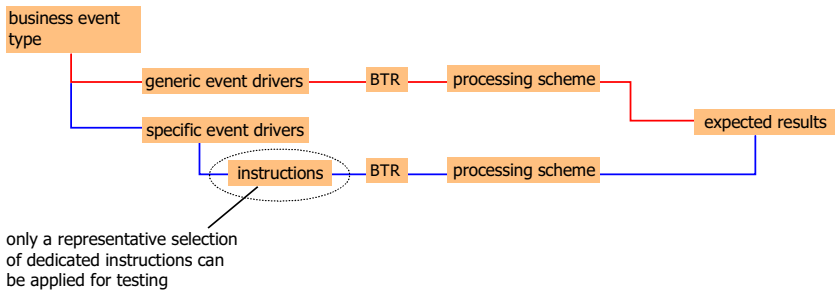 business event
type
generic event drivers
BTR
processing scheme
expected results
specific event drivers
instructions
BTR
processing scheme
only a representative selection
of dedicated instructions can
be applied for testing